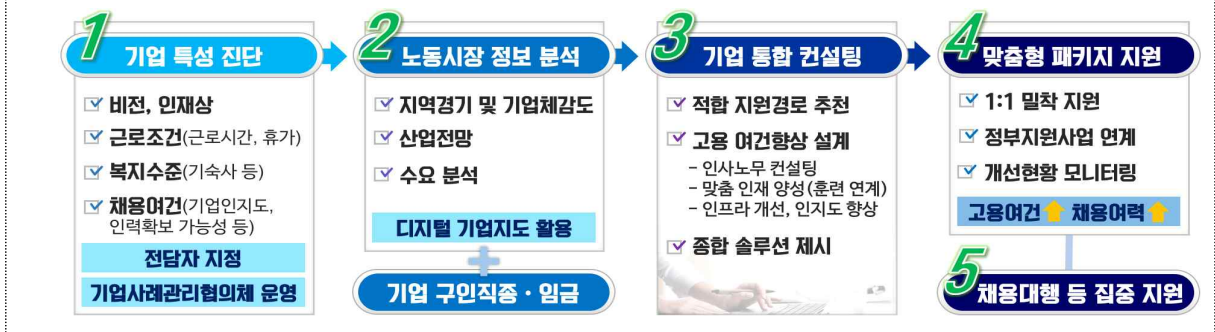 1 기업 특성 진단
비전, 인재상
근로조건(근로시간, 휴가)
복지수준(기숙사 등)
채용여건(기업인지도,
인력확보 가능성 등)
전담자 지정
기업사례관리협의체 운영
2 노동시장 정보 분석
지역경기 및 기업체감도
산업전망
수요 분석
디지털 기업지도 활용
+
기업 구인직종 · 임금
3 기업 통합 컨설팅
적합 지원경로 추천
고용 여건향상 설계
- 인사노무 컨설팅
- 맞춤 인재 양성(훈련 연계)
- 인프라 개선, 인지도 향상
종합 솔루션 제시
4 맞춤형 패키지 지원
1:1 밀착 지원
정부지원사업 연계
개선현황 모니터링
고용여건 채용여력
5 채용대행 등 집중 지원